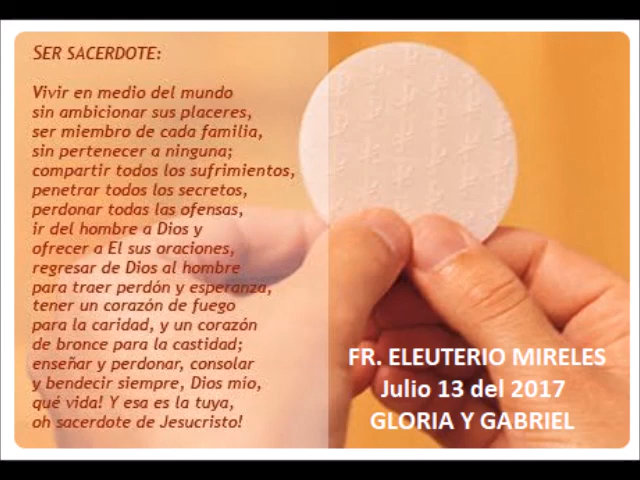 SER SACERDOTE:
Vivir en medio del mundo
sin ambicionar sus placeres,
ser miembro de cada familia,
sin pertenecer a ninguna;
compartir todos los sufrimientos,
penetrar todos los secretos,
perdonar todas las ofensas,
ir del hombre a Dios y
ofrecer a El sus oraciones,
regresar de Dios al hombre
para traer perdón y esperanza,
tener un corazón de fuego
para la caridad, y un corazón
de bronce para la castidad;
enseñar y perdonar, consolar
y bendecir siempre, Dios mío,
qué vida! Y esa es la tuya,
oh sacerdote de Jesucristo!
FR. ELEUTERIO MIRELES
Julio 13 del 2017
GLORIA Y GABRIEL